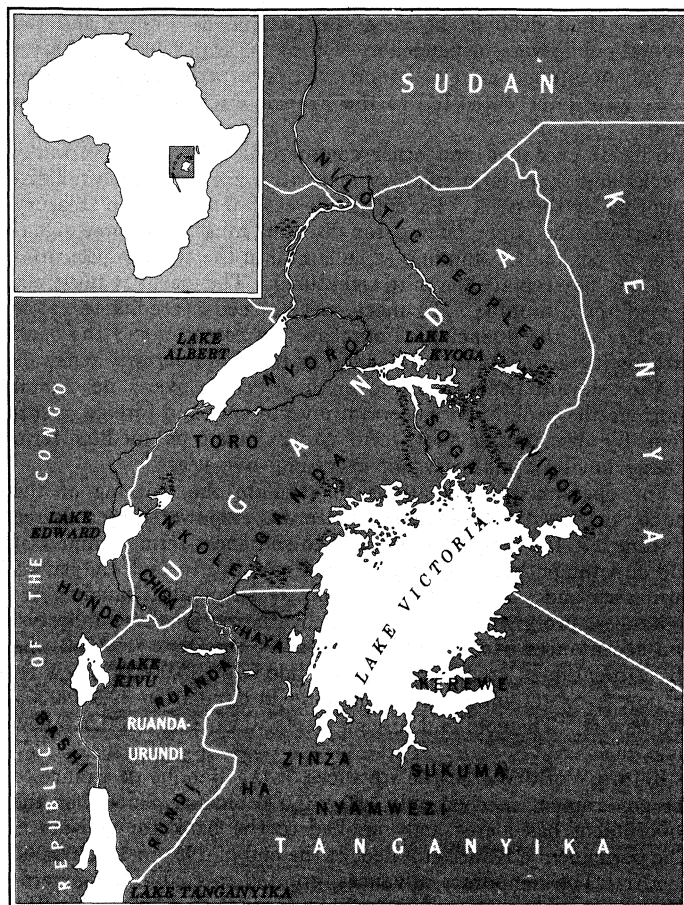 SUDAN
KENYA
NILOTIC PEOPLES
UGANDA
LAKE
ALBERT
NYORO
LAKE
KYOGA
TORO
SOGA
KAVIRONDO
GANDA
LAKE
EDWARD
NKOLE
CHIGA
HUNDE
LAKE VICTORIA
HAYA
LAKE
KIVU
RUANDA
KEREWE
RUANDA-
URUNDI
BASHI
ZINZA
SUKUMA
HA
RUNDI
NYAMWEZI
TANGANYIKA
REPUBLIC OF THE CONGO
LAKE TANGANYIKA